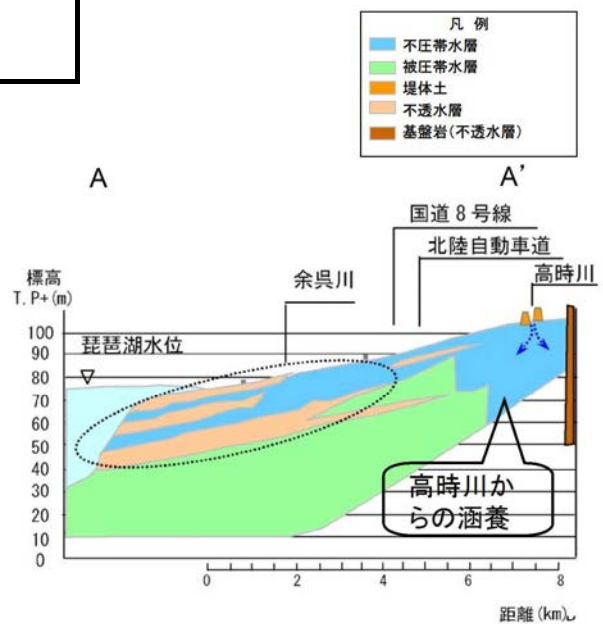 凡 例
不圧帯水層
被圧帯水層
堤体土
不透水層
基盤岩(不透水層)
A
A'
国道8号線
北陸自動車道
高時川
余呉川
標高
T.P+(m)
琵琶湖水位
100
90
80
70
60
50
40
30
20
10
0
高時川か
らの涵養
0 2 4 6 8
距離(km)